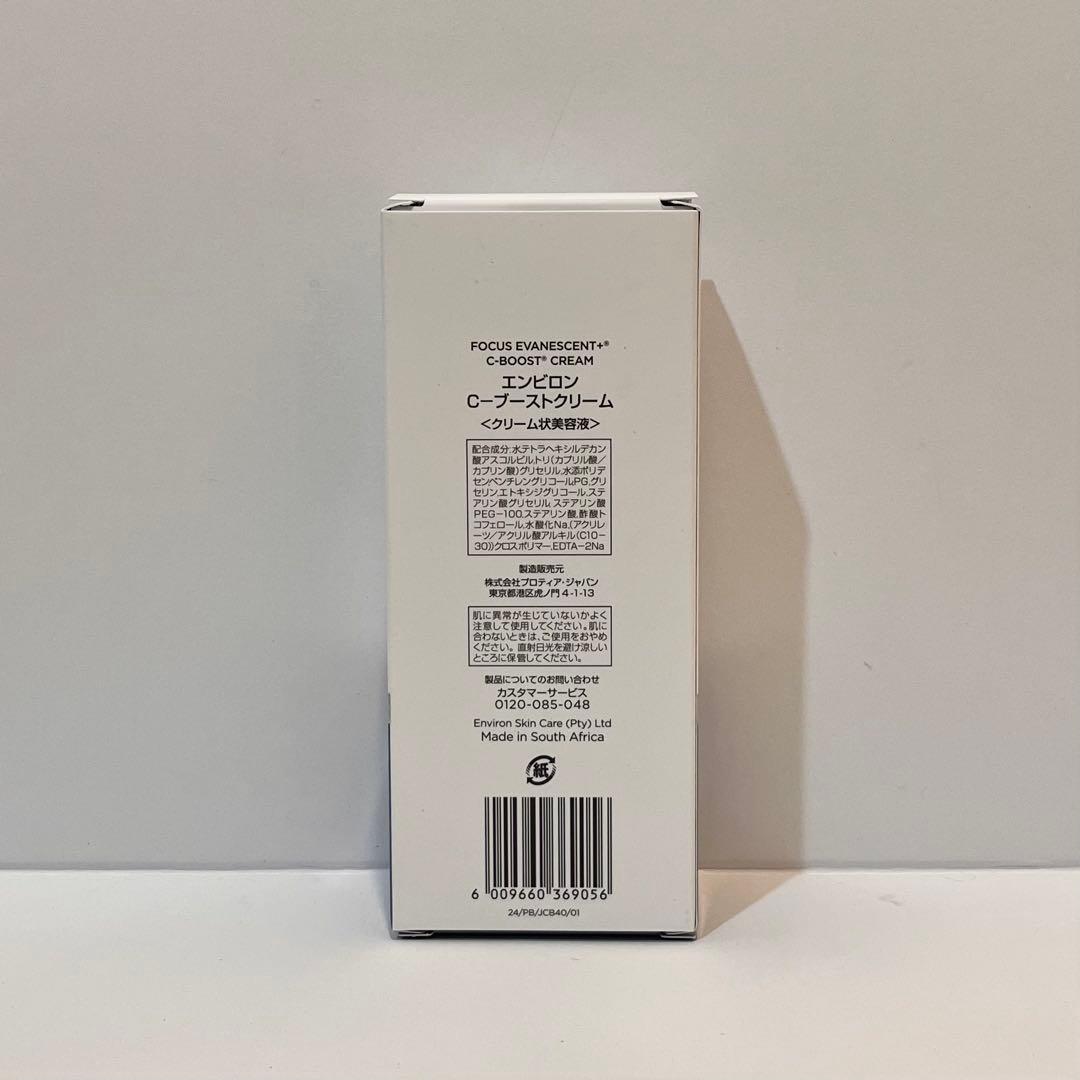 FOCUS EVANESCENT+®
C-BOOST® CREAM
エンビロン
C－ブーストクリーム
＜クリーム状美容液＞
配合成分:水テトラヘキシルデカン
酸アスコルビル,トリ(カプリル酸／
カプリン酸)グリセリル,水添ポリデ
センペンチレングリコールPG,グリ
セリン,エトキシジグリコール,ステ
アリン酸グリセリル,ステアリン酸
PEG－100,ステアリン酸,酢酸ト
コフェロール,水酸化Na,(アクリレ
ーツ／アクリル酸アルキル(C10－
30))クロスポリマー,EDTA－2Na
製造販売元
株式会社プロティア・ジャパン
東京都港区虎ノ門 4-1-13
肌に異常が生じていないかよく
注意して使用してください。肌に
合わないときは、ご使用をおやめ
ください。直射日光を避け涼しい
ところに保管してください。
製品についてのお問い合わせ
カスタマーサービス
0120-085-048
Environ Skin Care (Pty) Ltd
Made in South Africa
紙
6 009660 369056
24/PB/JCB40/01